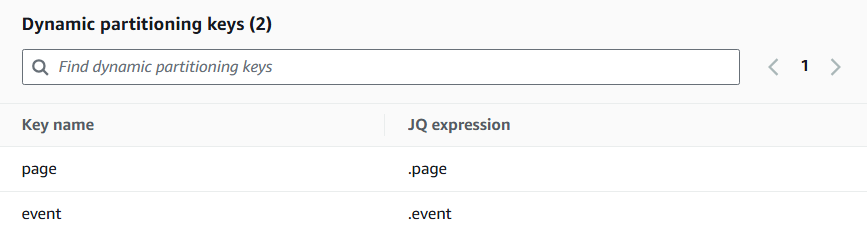 Dynamic partitioning keys (2)
Find dynamic partitioning keys
1
Key name JQ expression
page .page
event .event